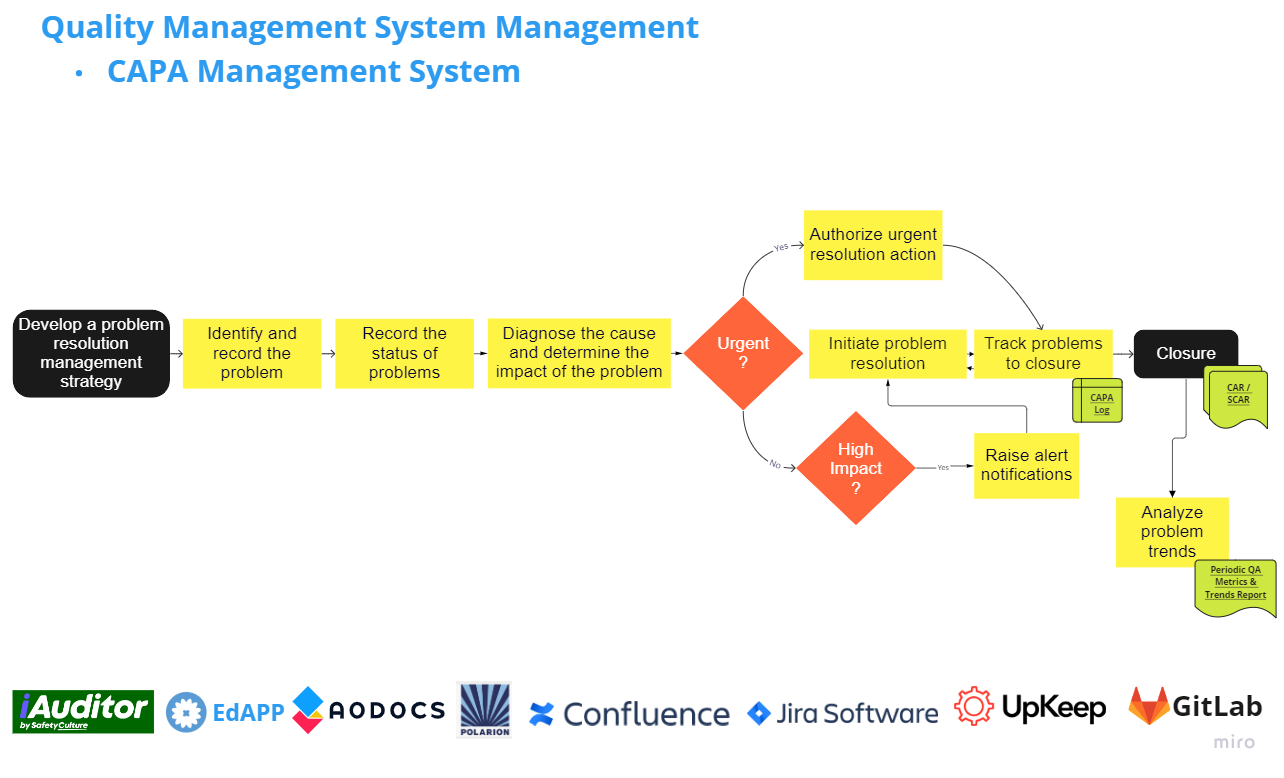 Quality Management System Management
• CAPA Management System
Develop a problem
resolution
management
strategy
Identify and
record the
problem
Record the
status of
problems
Diagnose the cause
and determine the
impact of the problem
Urgent
?
Yes
Authorize urgent
resolution action
No
High
Impact
?
Yes
Raise alert
notifications
Initiate problem
resolution
Track problems
to closure
CAPA
Log
Closure
CAR /
SCAR
Analyze
problem
trends
Periodic QA
Metrics &
Trends Report
iAuditor
by SafetyCulture
EdAPP
AODOCS
POLARION
Confluence
Jira Software
UpKeep
GitLab
miro